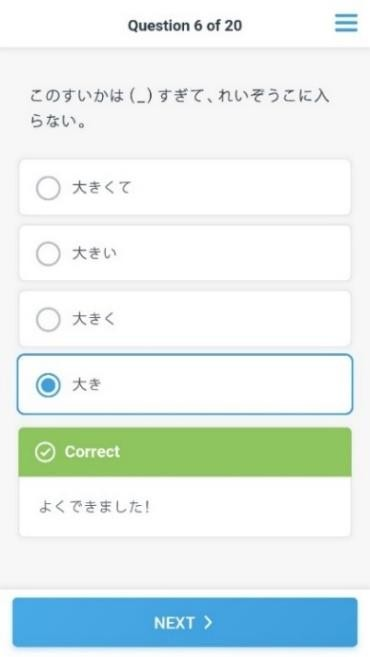 Question 6 of 20
このすいかは (_) すぎて、れいぞうこに入
らない。
大きくて
大きい
大きく
大き
Correct
よくできました!
NEXT